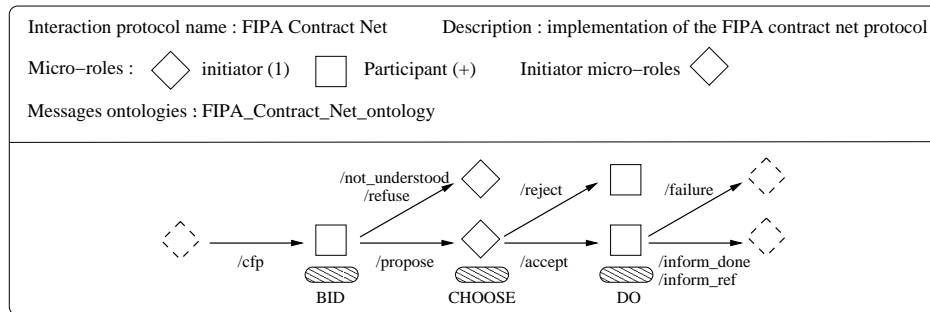 Interaction protocol name : FIPA Contract Net Description : implementation of the FIPA contract net protocol
Micro−roles : initiator (1) Participant (+) Initiator micro−roles
Messages ontologies : FIPA_Contract_Net_ontology
/not_understood
/refuse
/reject
/failure
/cfp
/propose
/accept
/inform_done
/inform_ref
BID
CHOOSE
DO